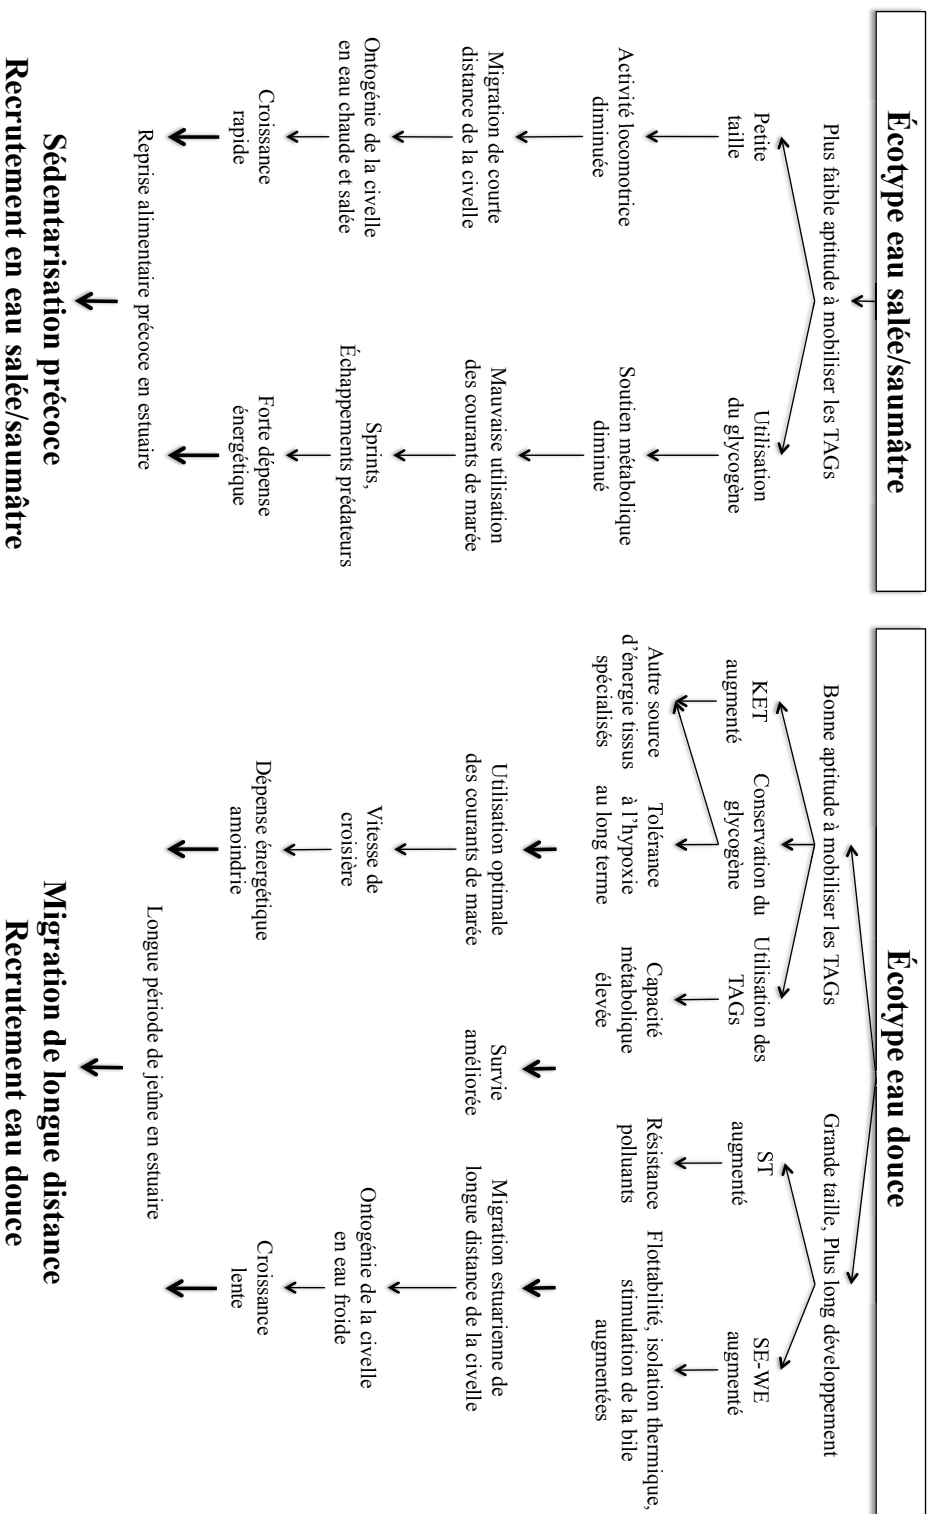 Écotype eau salée/saumâtre
Plus faible aptitude à mobiliser les TAGs
Petite
taille
Utilisation
du glycogène
Activité locomotrice
diminuée
Soutien métabolique
diminué
Migration de courte
distance de la civelle
Mauvaise utilisation
des courants de marée
Ontogénie de la civelle
en eau chaude et salée
Sprints,
Échappements prédateurs
Croissance
rapide
Forte dépense
énergétique
Reprise alimentaire précoce en estuaire
Sédentarisation précoce
Recrutement en eau salée/saumâtre
Écotype eau douce
Bonne aptitude à mobiliser les TAGs
Grande taille, Plus long développement
KET
augmenté
Conservation du
glycogène
Utilisation des
TAGs
ST
augmenté
SE-WE
augmenté
Autre source
d'énergie tissus
spécialisés
Tolérance
à l'hypoxie
au long terme
Capacité
métabolique
élevée
Résistance
polluants
Flottabilité, isolation thermique,
stimulation de la bile
augmentées
Utilisation optimale
des courants de marée
Survie
améliorée
Migration estuarienne de
longue distance de la civelle
Vitesse de
croisière
Ontogénie de la civelle
en eau froide
Dépense énergétique
amoindrie
Croissance
lente
Longue période de jeûne en estuaire
Migration de longue distance
Recrutement eau douce